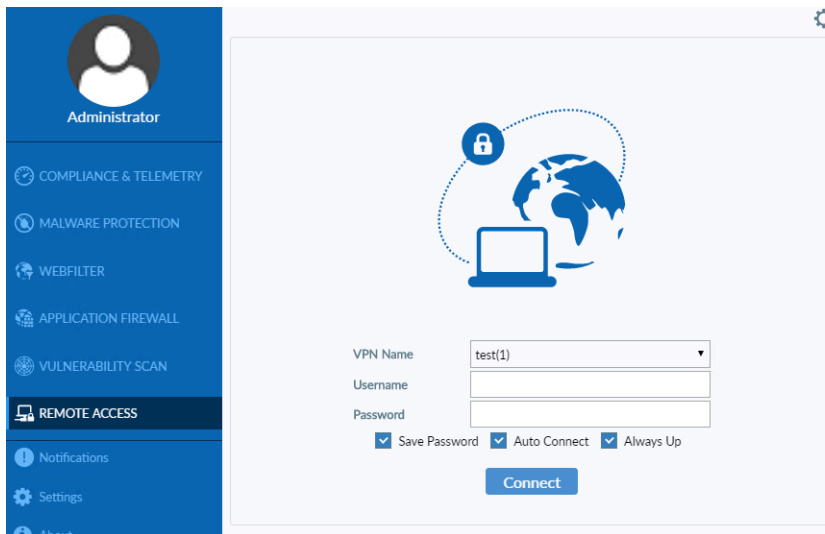 Administrator
COMPLIANCE & TELEMETRY
MALWARE PROTECTION
WEBFILTER
APPLICATION FIREWALL
VULNERABILITY SCAN
REMOTE ACCESS
Notifications
Settings
About
VPN Name test(1)
Username
Password
Save Password Auto Connect Always Up
Connect